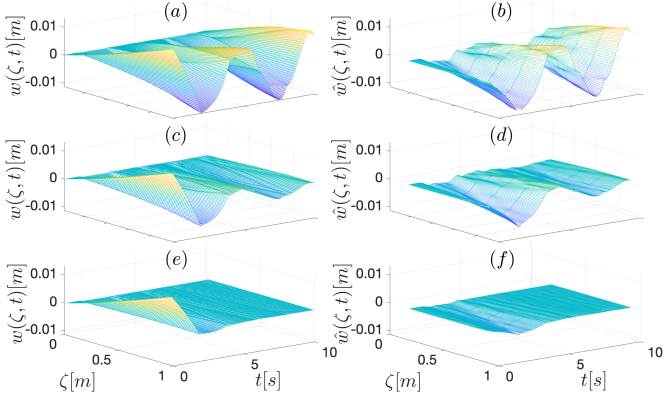 (a) (b)
w(ζ, t)[m] 0.01 0 -0.01 ŵ(ζ, t)[m] 0.01 0 -0.01
(c) (d)
w(ζ, t)[m] 0.01 0 -0.01 ŵ(ζ, t)[m] 0.01 0 -0.01
(e) (f)
w(ζ, t)[m] 0.01 0 -0.01 ŵ(ζ, t)[m] 0.01 0 -0.01
0 0.5 1 0 5 10 0 0.5 1 0 5 10
ζ[m] t[s] ζ[m] t[s]